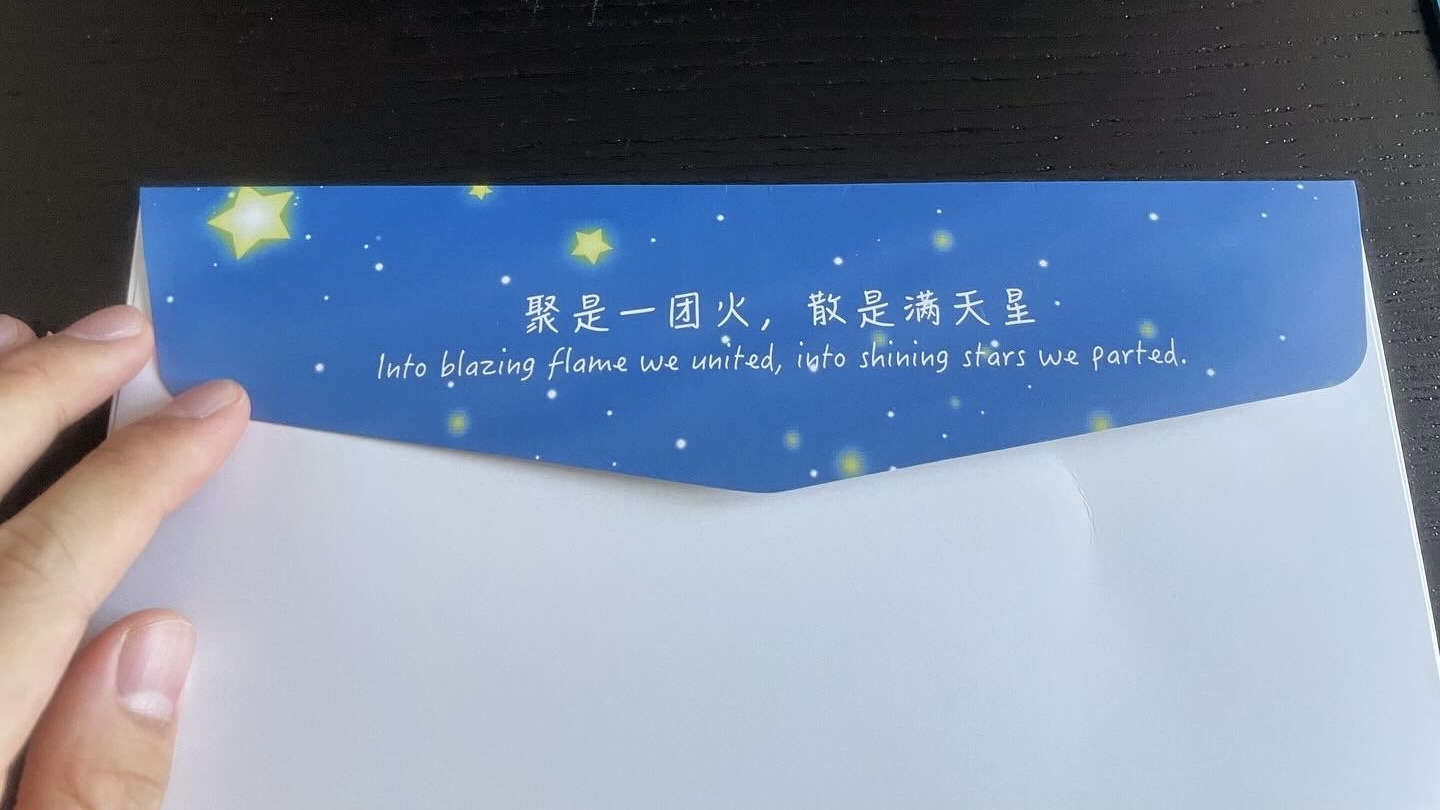 聚是一团火，散是满天星
Into blazing flame we united, into shining stars we parted.